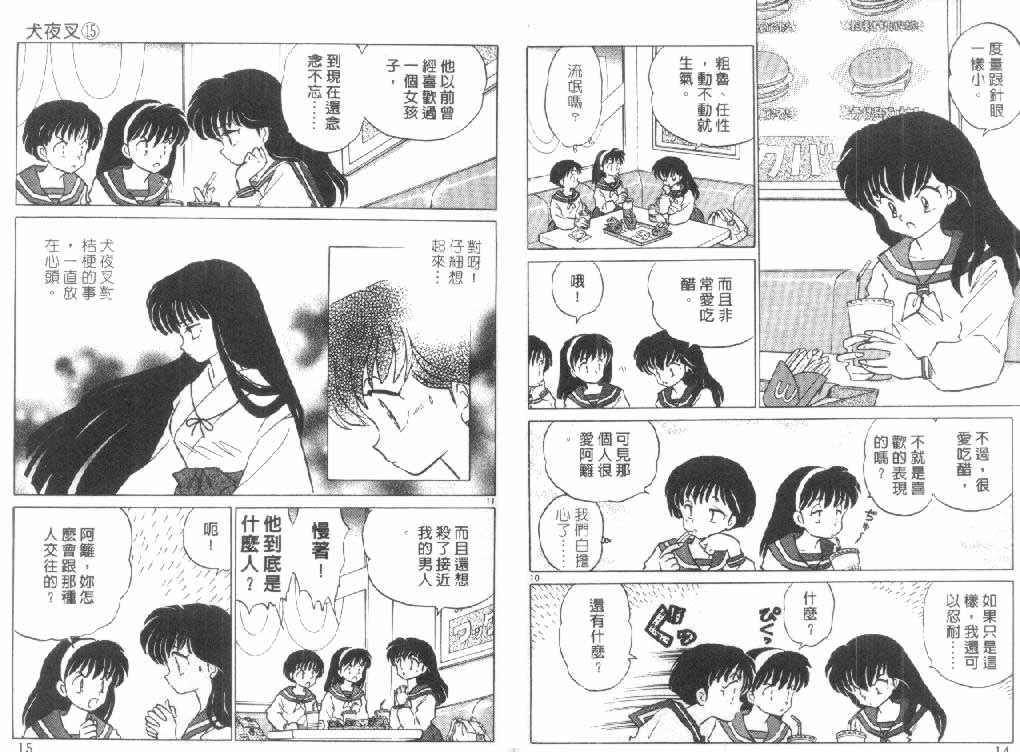 度量跟針眼
一樣小。
粗魯、任性
，動不動就
生氣。
流氓嗎？
而且非
常愛吃
醋。
哦！
不過，很
愛吃醋，
不就是喜
歡的表現
的嗎？
可見那
個人很
愛阿籬
。
我們白擔
心了……
10
如果只是這
樣，我還可
以忍耐……
什麼？
ぴくっ
還有什麼？
14
犬夜叉⑮
他以前曾
經喜歡過
一個女孩
子，
到現在還念
念不忘……
對呀！
仔細想
起來…
犬夜叉對
桔梗的事
，一直放
在心頭。
11
而且還想
殺了接近
我的男人
。
慢著！
他到底是
什麼人？
呃！
阿籬，妳怎
麼會跟那種
人交往的？
15